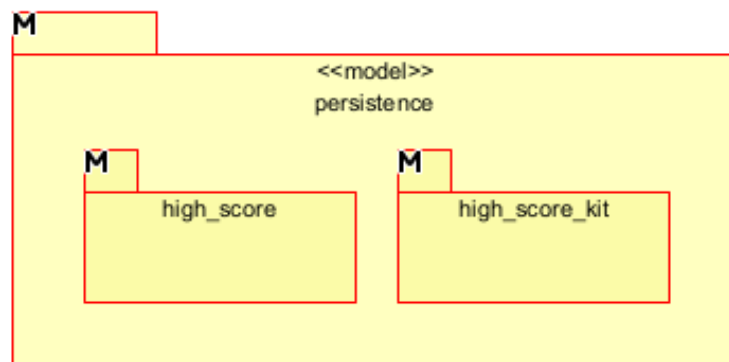 M
<<model>>
persistence
M M
high_score high_score_kit